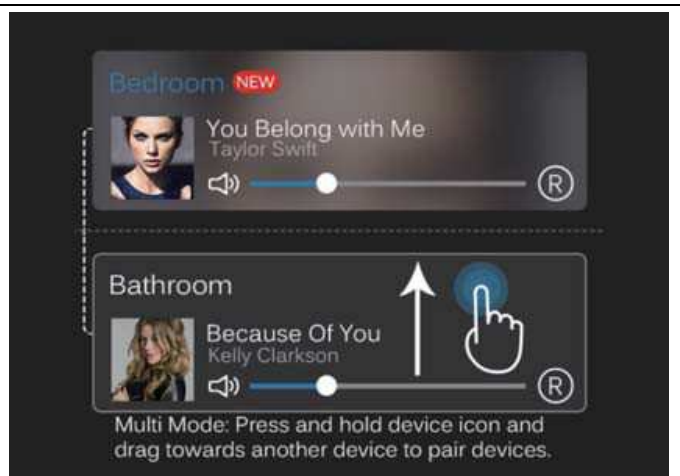 Bedroom NEW
You Belong with Me
Taylor Swift
R
Bathroom
Because Of You
Kelly Clarkson
R
Multi Mode: Press and hold device icon and
drag towards another device to pair devices.